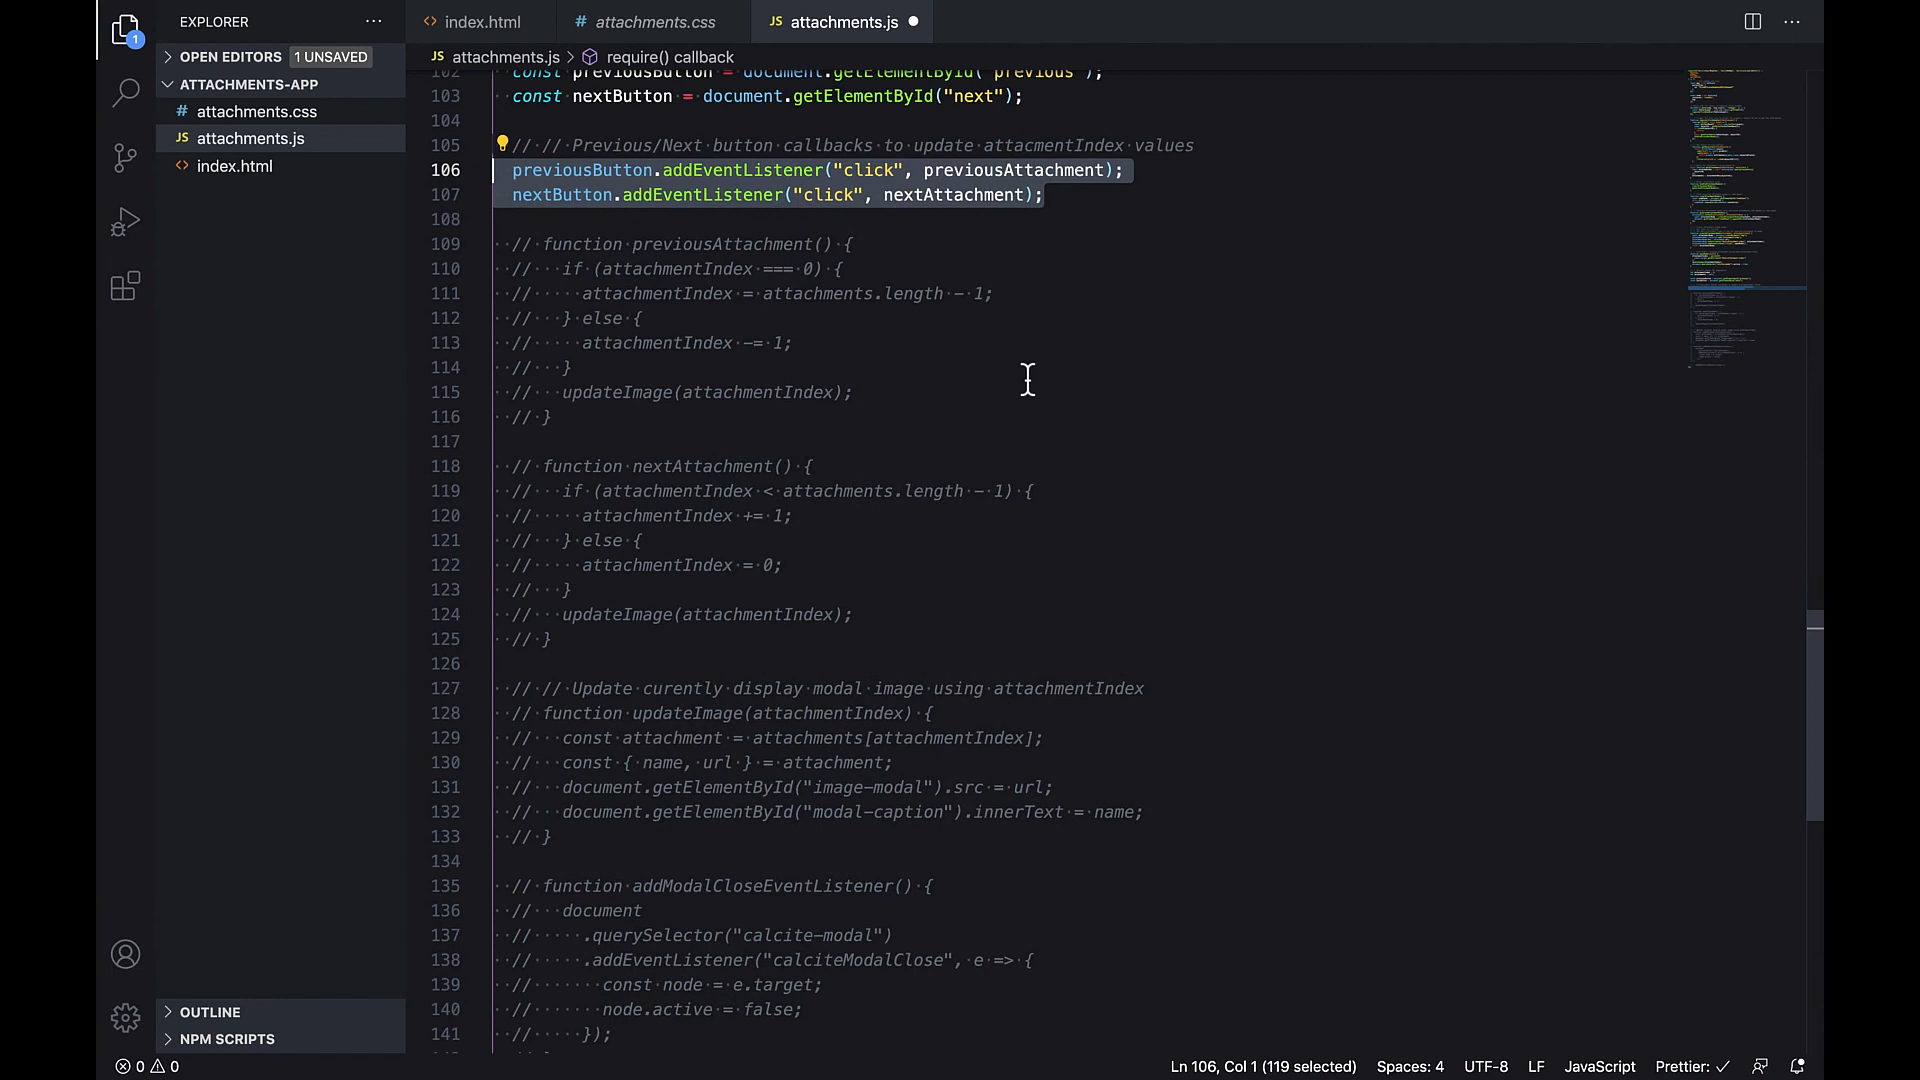 EXPLORER ···
OPEN EDITORS 1 UNSAVED
ATTACHMENTS-APP
# attachments.css
JS attachments.js
<> index.html
OUTLINE
NPM SCRIPTS
1
<> index.html # attachments.css JS attachments.js ● ···
JS attachments.js > require() callback
102 const previousButton = document.getElementById("previous");
103 const nextButton = document.getElementById("next");
104
105 // // Previous/Next button callbacks to update attacmentIndex values
106 previousButton.addEventListener("click", previousAttachment);
107 nextButton.addEventListener("click", nextAttachment);
108
109 // function previousAttachment() {
110 // if (attachmentIndex === 0) {
111 // attachmentIndex = attachments.length - 1;
112 // } else {
113 // attachmentIndex -= 1;
114 // }
115 // updateImage(attachmentIndex);
116 // }
117
118 // function nextAttachment() {
119 // if (attachmentIndex < attachments.length - 1) {
120 // attachmentIndex += 1;
121 // } else {
122 // attachmentIndex = 0;
123 // }
124 // updateImage(attachmentIndex);
125 // }
126
127 // // Update curently display modal image using attachmentIndex
128 // function updateImage(attachmentIndex) {
129 // const attachment = attachments[attachmentIndex];
130 // const { name, url } = attachment;
131 // document.getElementById("image-modal").src = url;
132 // document.getElementById("modal-caption").innerText = name;
133 // }
134
135 // function addModalCloseEventListener() {
136 // document
137 // .querySelector("calcite-modal")
138 // .addEventListener("calciteModalClose", e => {
139 // const node = e.target;
140 // node.active = false;
141 // });
0 0 Ln 106, Col 1 (119 selected) Spaces: 4 UTF-8 LF JavaScript Prettier: ✓